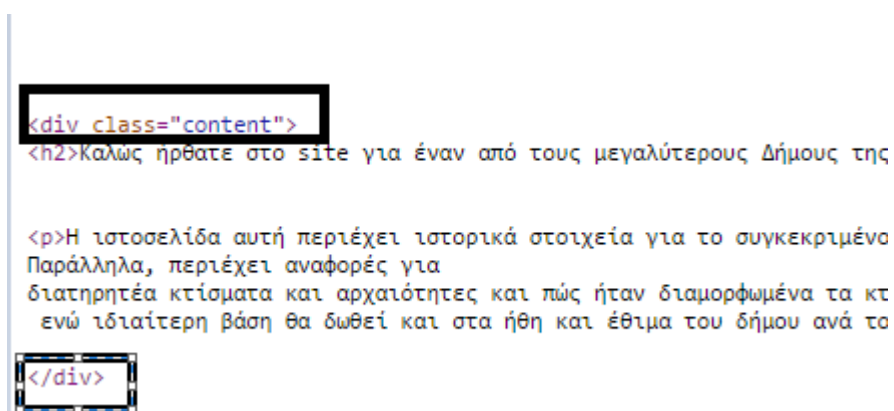 <div class="content">
<h2>Καλώς ήρθατε στο site για έναν από τους μεγαλύτερους Δήμους της
<p>Η ιστοσελίδα αυτή περιέχει ιστορικά στοιχεία για το συγκεκριμένο
Παράλληλα, περιέχει αναφορές για
διατηρητέα κτίσματα και αρχαιότητες και πώς ήταν διαμορφωμένα τα κτ
ενώ ιδιαίτερη βάση θα δωθεί και στα ήθη και έθιμα του δήμου ανά το
</div>